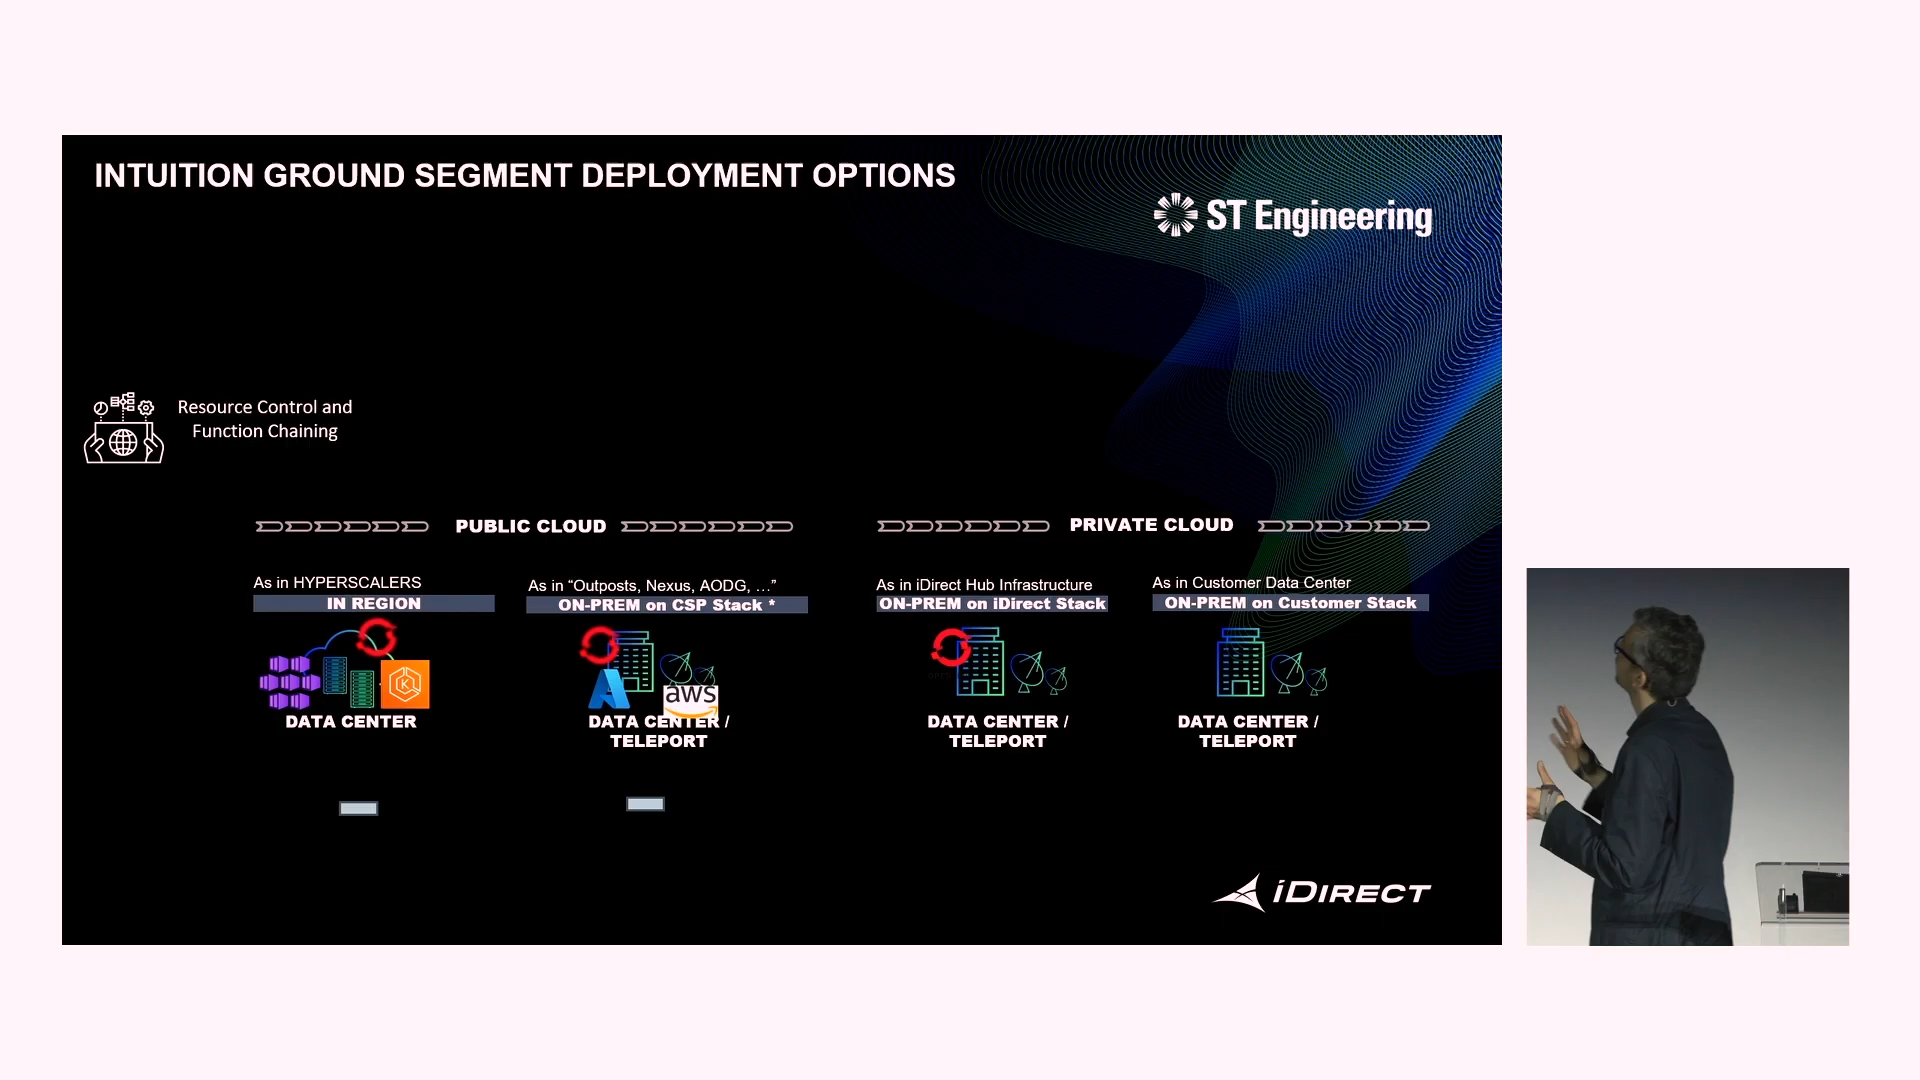 INTUITION GROUND SEGMENT DEPLOYMENT OPTIONS
ST Engineering
Resource Control and
Function Chaining
PUBLIC CLOUD
PRIVATE CLOUD
As in HYPERSCALERS
IN REGION
As in “Outposts, Nexus, AODG, …”
ON-PREM on CSP Stack *
As in iDirect Hub Infrastructure
ON-PREM on iDirect Stack
As in Customer Data Center
ON-PREM on Customer Stack
K
aws
DATA CENTER
DATA CENTER /
TELEPORT
DATA CENTER /
TELEPORT
DATA CENTER /
TELEPORT
iDIRECT